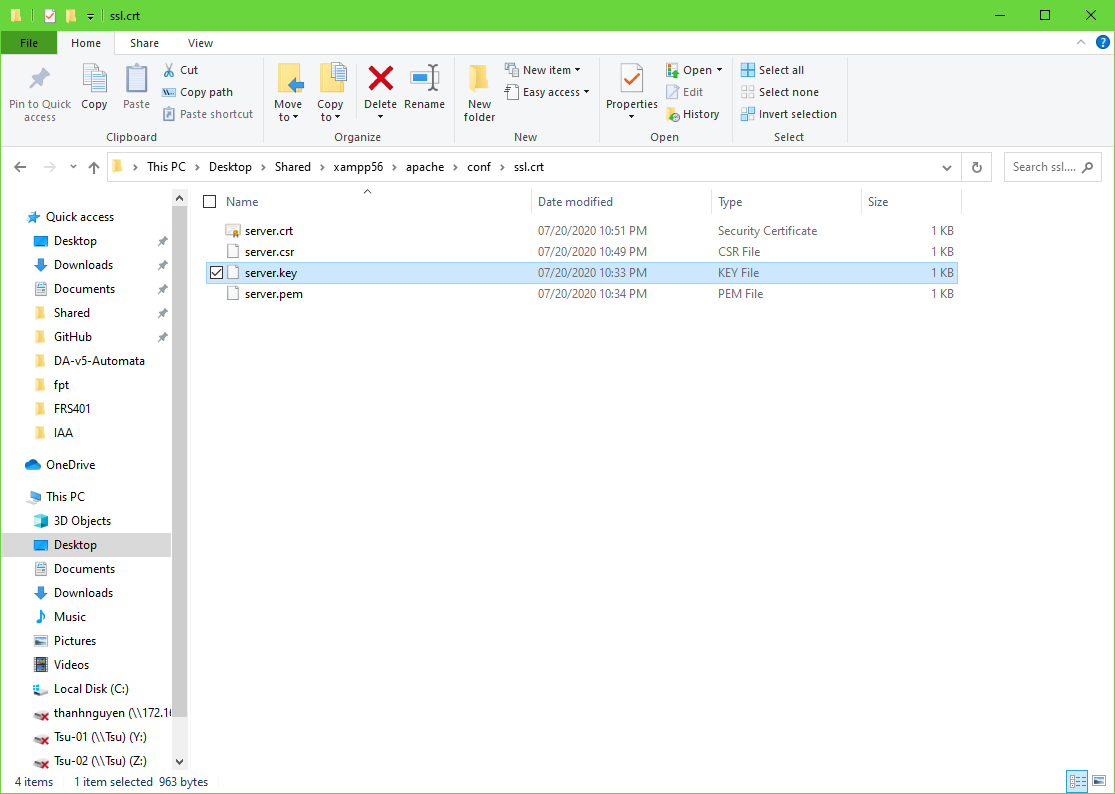 ssl.crt
File Home Share View
Pin to Quick access
Copy
Paste
Cut
Copy path
Paste shortcut
Clipboard
Move to
Copy to
Delete
Rename
Organize
New folder
New item
Easy access
New
Properties
Open
Edit
History
Open
Select all
Select none
Invert selection
Select
This PC > Desktop > Shared > xampp56 > apache > conf > ssl.crt
Search ssl....
Name Date modified Type Size
server.crt 07/20/2020 10:51 PM Security Certificate 1 KB
server.csr 07/20/2020 10:49 PM CSR File 1 KB
server.key 07/20/2020 10:33 PM KEY File 1 KB
server.pem 07/20/2020 10:34 PM PEM File 1 KB
Quick access
Desktop
Downloads
Documents
Shared
GitHub
DA-v5-Automata
fpt
FRS401
IAA
OneDrive
This PC
3D Objects
Desktop
Documents
Downloads
Music
Pictures
Videos
Local Disk (C:)
thanhnguyen (\\172.16
Tsu-01 (\\Tsu) (Y:)
Tsu-02 (\\Tsu) (Z:)
4 items 1 item selected 963 bytes